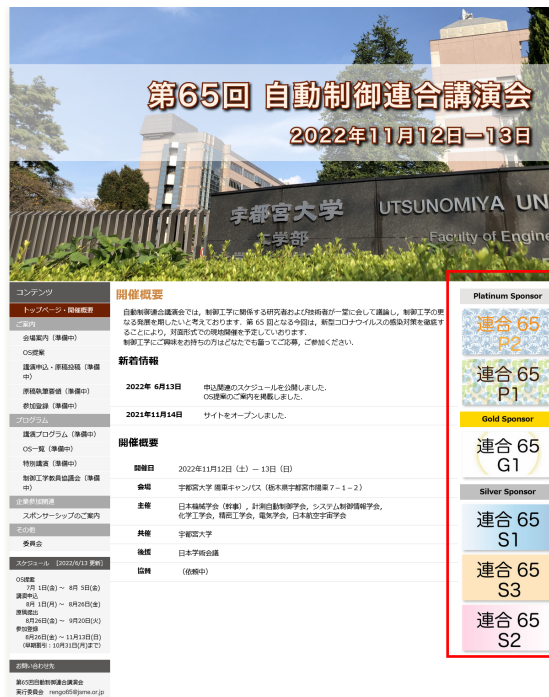 第65回 自動制御連合講演会
2022年11月12日ー13日
宇都宮大学
工学部
UTSUNOMIYA UN
Faculty of Engine
コンテンツ
トップページ・開催概要
ご案内
会場案内（準備中）
OS提案
講演申込・原稿投稿（準備
中）
原稿執筆要領（準備中）
参加登録（準備中）
プログラム
講演プログラム（準備中）
OS一覧（準備中）
特別講演（準備中）
制御工学教員協議会（準備
中）
企業参加関連
スポンサーシップのご案内
その他
委員会
スケジュール [2022/6/13 更新]
OS提案
7月 1日(金) ～ 8月 5日(金)
講演申込
8月 1日(月) ～ 8月26日(金)
原稿提出
8月26日(金) ～ 9月20日(火)
参加登録
8月26日(金) ～ 11月13日(日)
（早期割引：10月31日(月)まで）
お問い合わせ先
第65回自動制御連合講演会
実行委員会 rengo65@jsme.or.jp
開催概要
自動制御連合講演会では，制御工学に関係する研究者および技術者が一堂に会して議論し，制御工学の更
なる発展を期したいと考えております．第 65 回となる今回は，新型コロナウイルスの感染対策を徹底す
ることにより，対面形式での現地開催を予定していおります．
制御工学にご興味をお持ちの方はどなたでも奮ってご応募，ご参加ください．
新着情報
2022年 6月13日 申込関連のスケジュールを公開しました．
OS提案のご案内を掲載しました．
2021年11月14日 サイトをオープンしました．
開催概要
開催日 2022年11月12日（土）― 13日（日）
会場 宇都宮大学 陽東キャンパス（栃木県宇都宮市陽東７－１－２）
主催 日本機械学会（幹事），計測自動制御学会，システム制御情報学会，
化学工学会，精密工学会，電気学会，日本航空宇宙学会
共催 宇都宮大学
後援 日本学術会議
協賛 （依頼中）
Platinum Sponsor
連合 65
P2
連合 65
P1
Gold Sponsor
連合 65
G1
Silver Sponsor
連合 65
S1
連合 65
S3
連合 65
S2